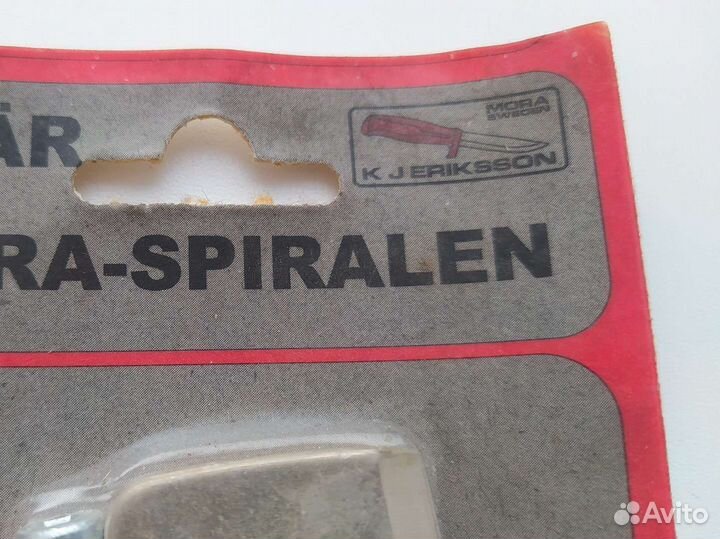 ÄR
MORA
SWEDEN
K J ERIKSSON
RA-SPIRALEN
Avito